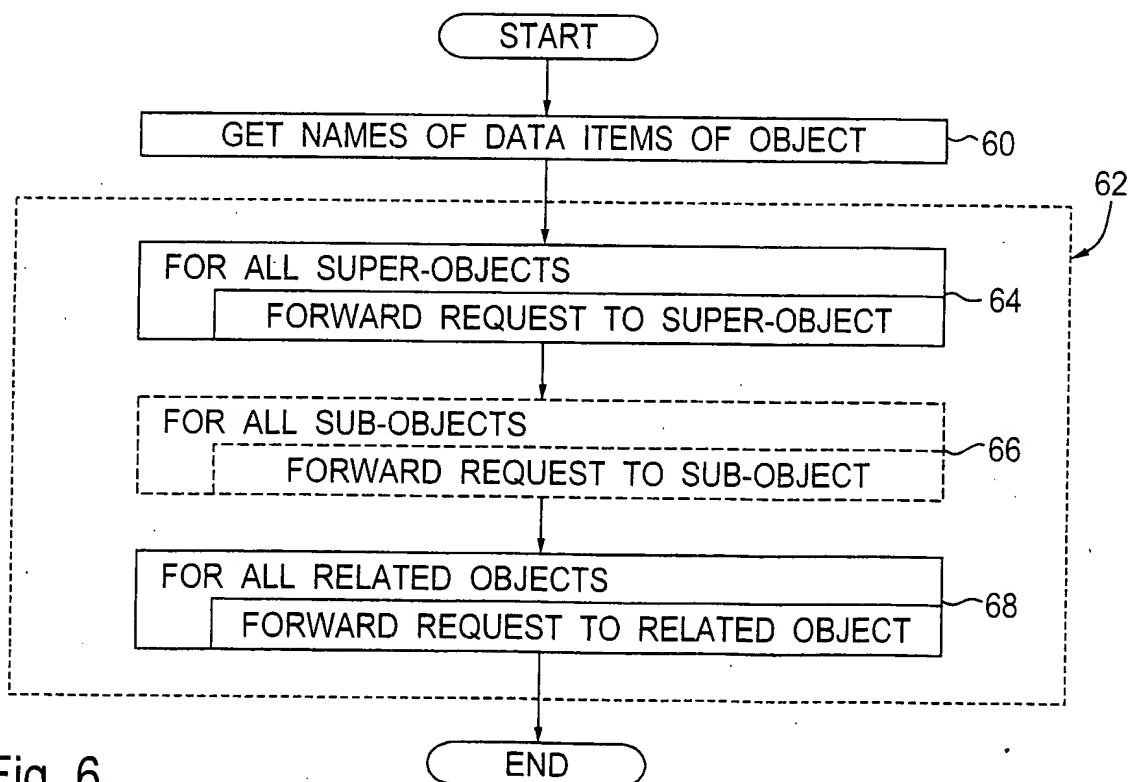 START
GET NAMES OF DATA ITEMS OF OBJECT
60
62
FOR ALL SUPER-OBJECTS
FORWARD REQUEST TO SUPER-OBJECT
64
FOR ALL SUB-OBJECTS
FORWARD REQUEST TO SUB-OBJECT
66
FOR ALL RELATED OBJECTS
FORWARD REQUEST TO RELATED OBJECT
68
END
Fig. 6